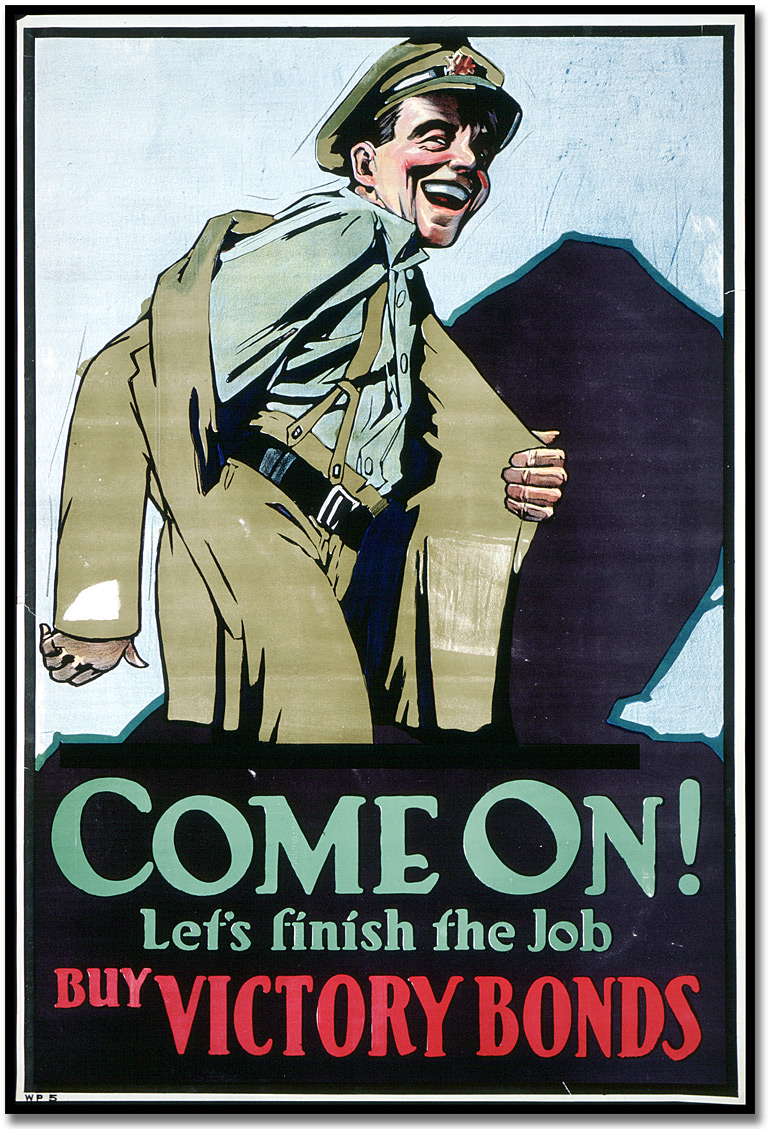 COME ON!
Let's finish the Job
BUY VICTORY BONDS
WP 5